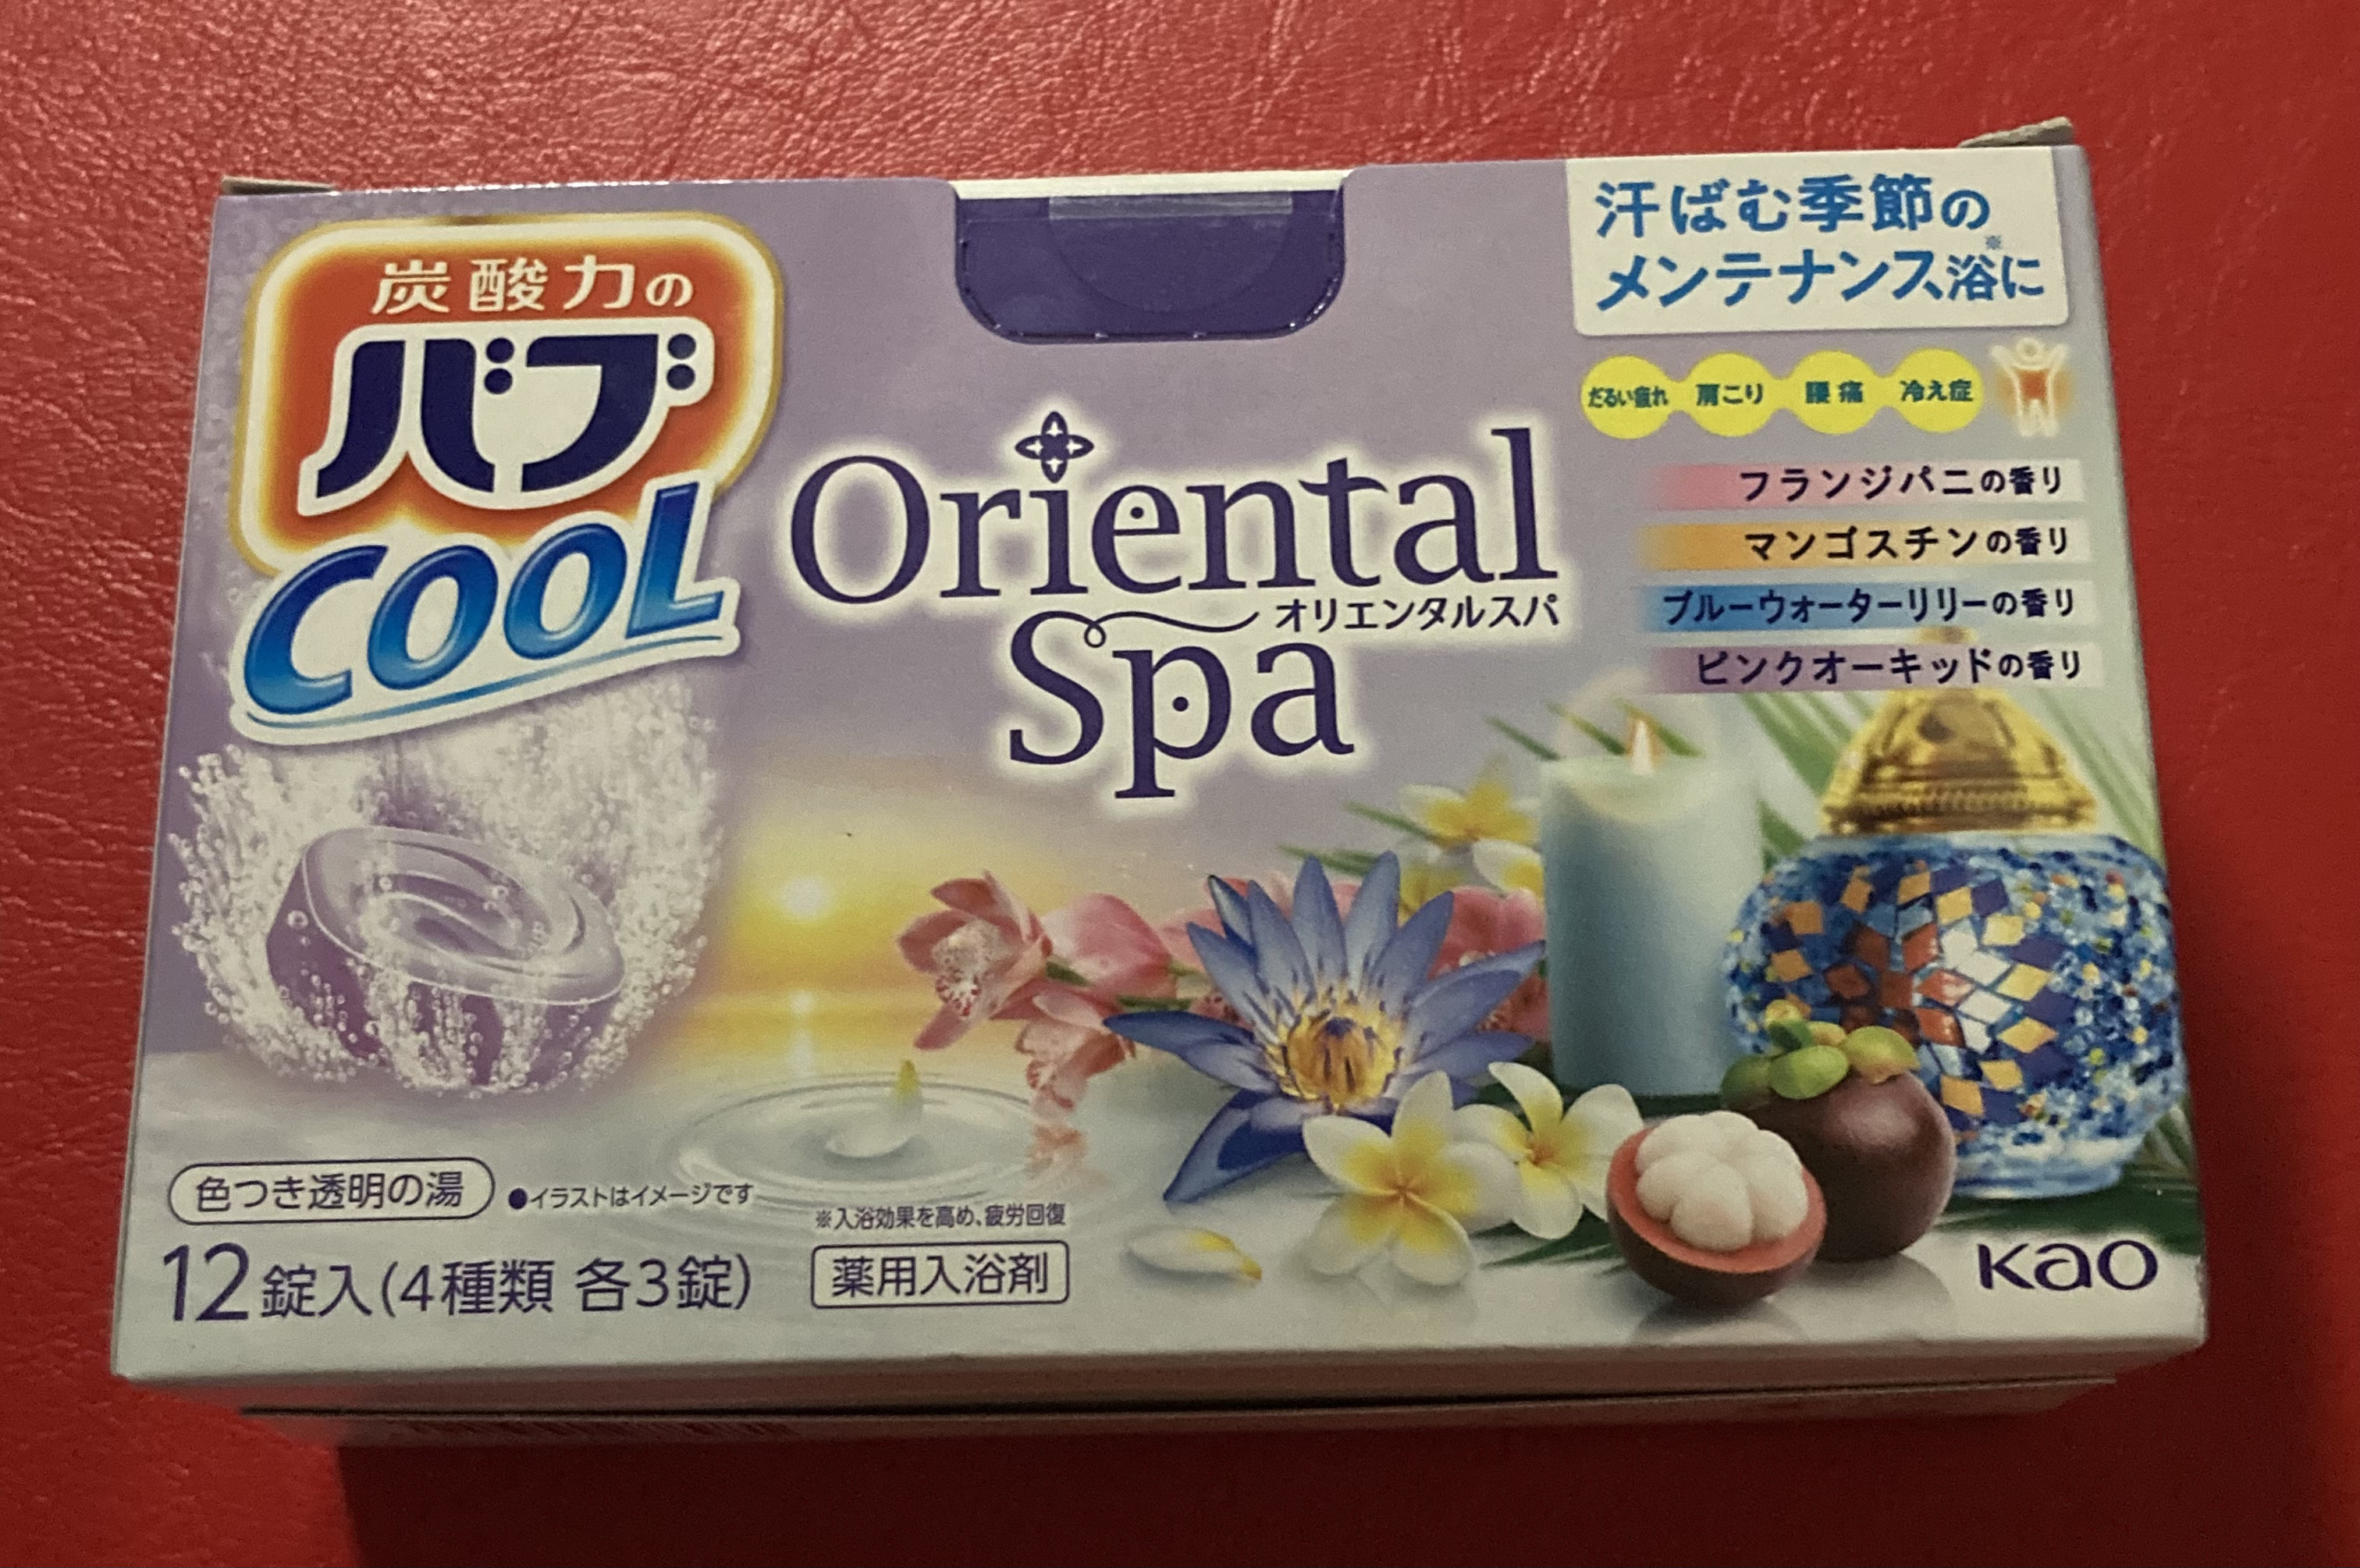 炭酸力の
バブ
COOL
Oriental
Spa
オリエンタルスパ
汗ばむ季節の
メンテナンス浴※に
だるい疲れ 肩こり 腰痛 冷え症
フランジパニの香り
マンゴスチンの香り
ブルーウォーターリリーの香り
ピンクオーキッドの香り
色つき透明の湯 ●イラストはイメージです
※入浴効果を高め、疲労回復
12錠入(4種類 各3錠) 薬用入浴剤
Kao